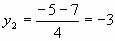 y₂ = (−5 − 7)/4 = −3